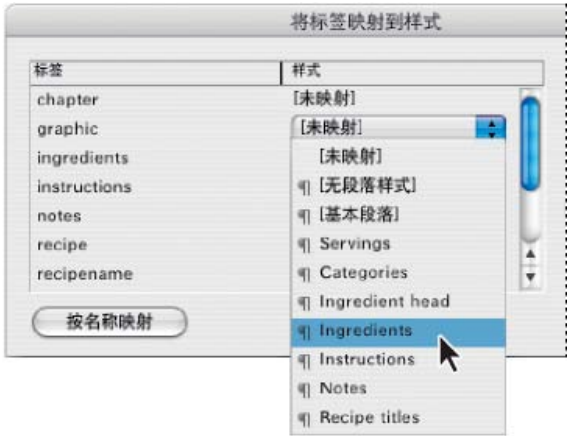 将标签映射到样式
标签 样式
chapter [未映射]
graphic [未映射]
ingredients [未映射]
instructions ¶ [无段落样式]
notes ¶ [基本段落]
recipe ¶ Servings
recipename ¶ Categories
¶ Ingredient head
按名称映射 ¶ Ingredients
¶ Instructions
¶ Notes
¶ Recipe titles